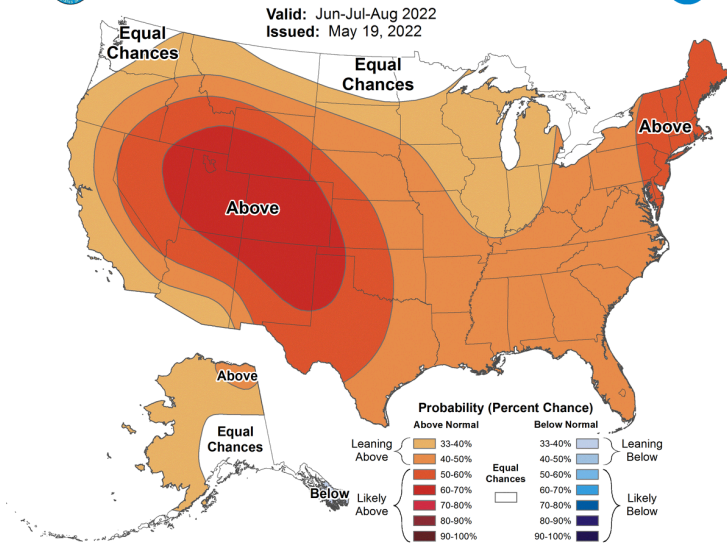 Valid: Jun-Jul-Aug 2022
Issued: May 19, 2022
Equal
Chances
Equal
Chances
Above
Above
Above
Equal
Chances
Below
Probability (Percent Chance)
Above Normal
Below Normal
Leaning
Above
33-40%
40-50%
Likely
Above
50-60%
60-70%
70-80%
80-90%
90-100%
Equal
Chances
33-40%
40-50%
Leaning
Below
50-60%
60-70%
70-80%
80-90%
90-100%
Likely
Below